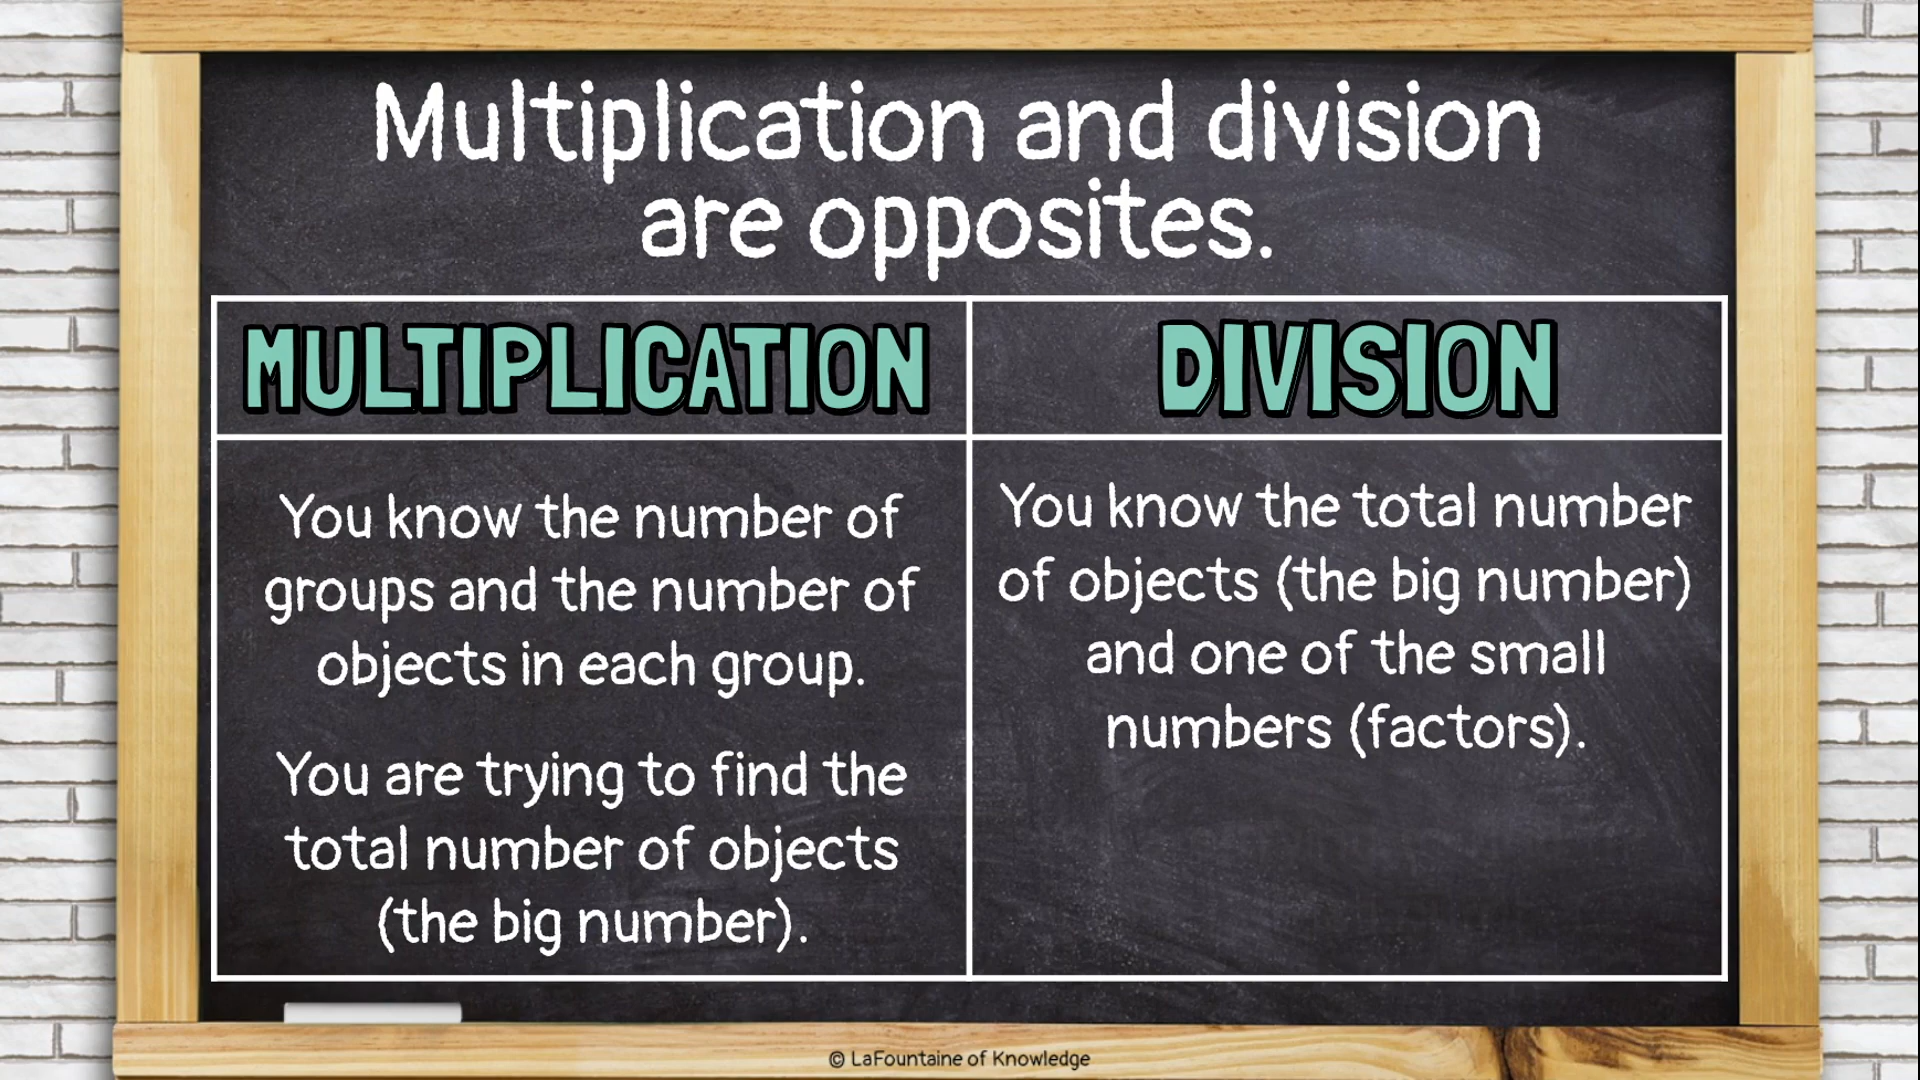 Multiplication and division
are opposites.
MULTIPLICATION
DIVISION
You know the number of
groups and the number of
objects in each group.
You are trying to find the
total number of objects
(the big number).
You know the total number
of objects (the big number)
and one of the small
numbers (factors).
© LaFountaine of Knowledge